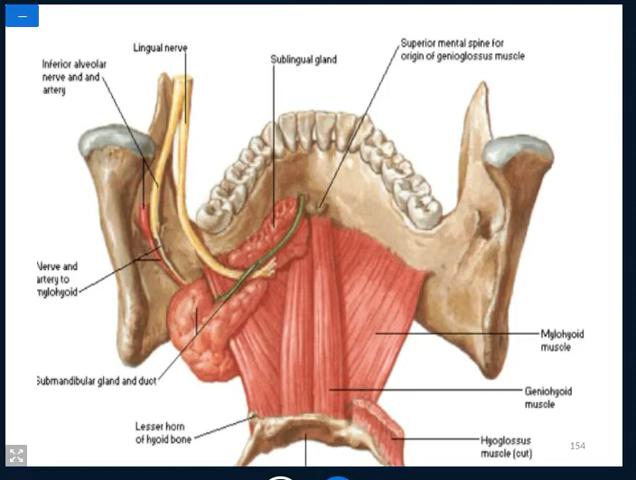 Lingual nerve
Inferior alveolar
nerve and and
artery
Sublingual gland
Superior mental spine for
origin of genioglossus muscle
Nerve and
artery to
mylohyoid
Submandibular gland and duct
Lesser horn
of hyoid bone
Mylohyoid
muscle
Geniohyoid
muscle
Hyoglossus
muscle (cut)
154